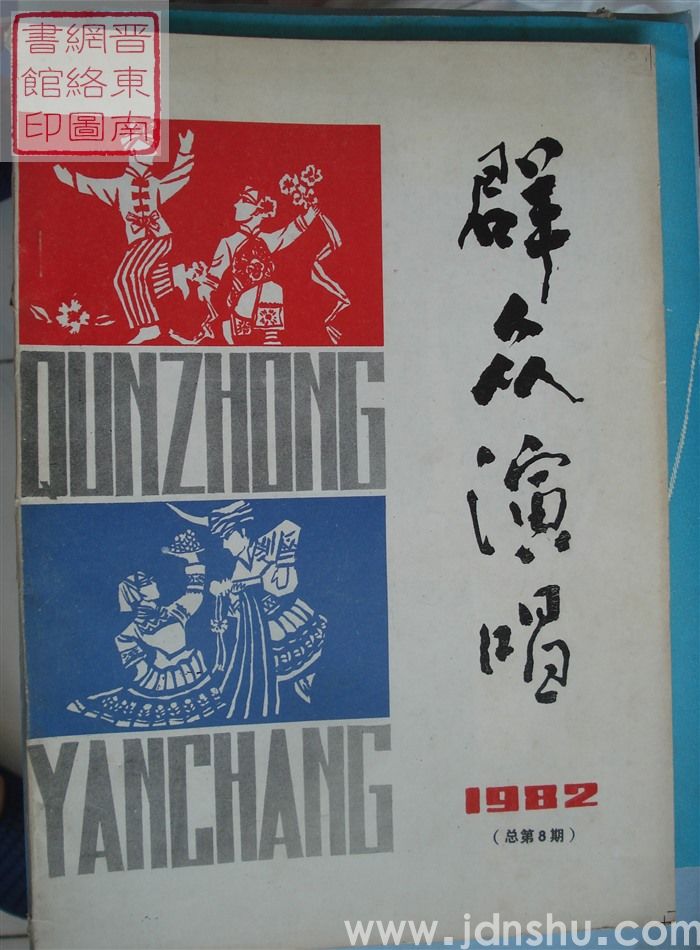 晋東南
網絡圖
書館印
群众演唱
QUNZHONG
YANCHANG
1982
(总第8期)
www.jdnshu.com